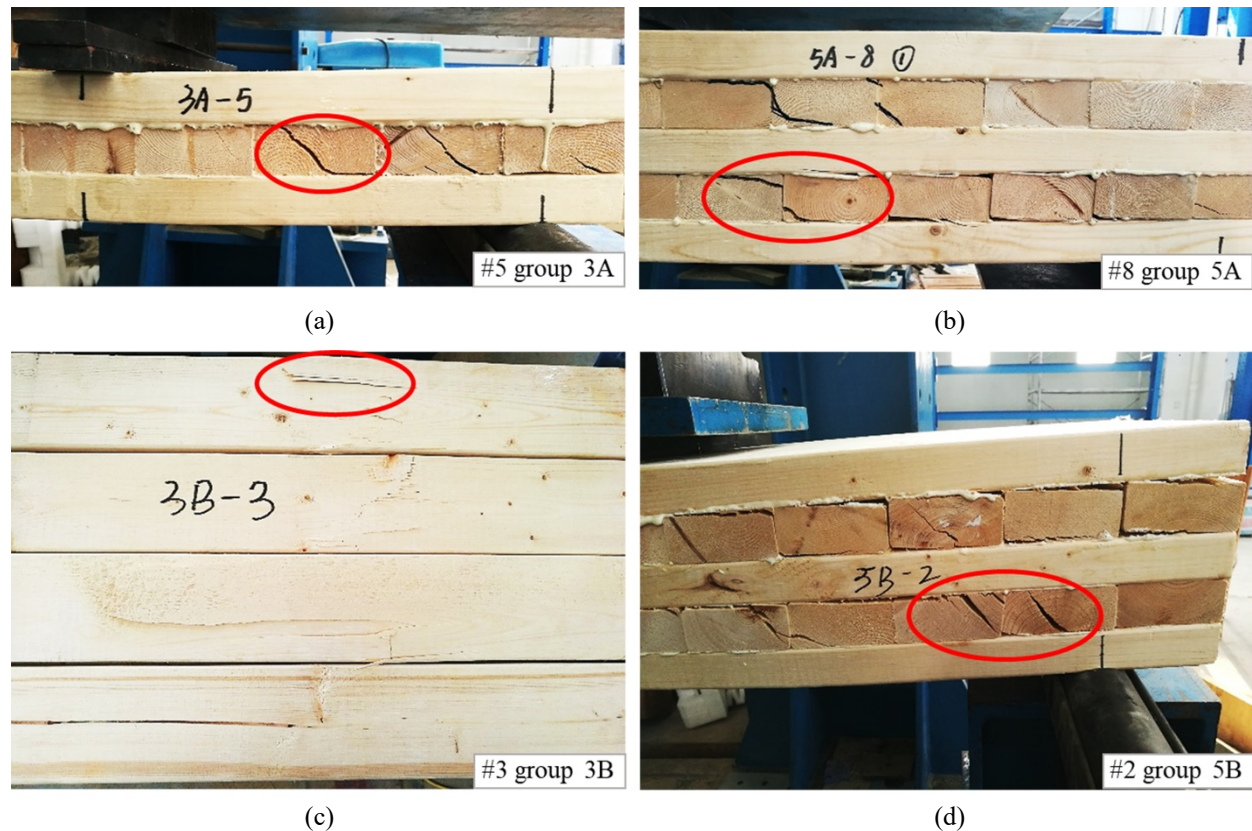 3A-5
#5 group 3A
(a)
5A-8 ①
#8 group 5A
(b)
3B-3
#3 group 3B
(c)
5B-2
#2 group 5B
(d)